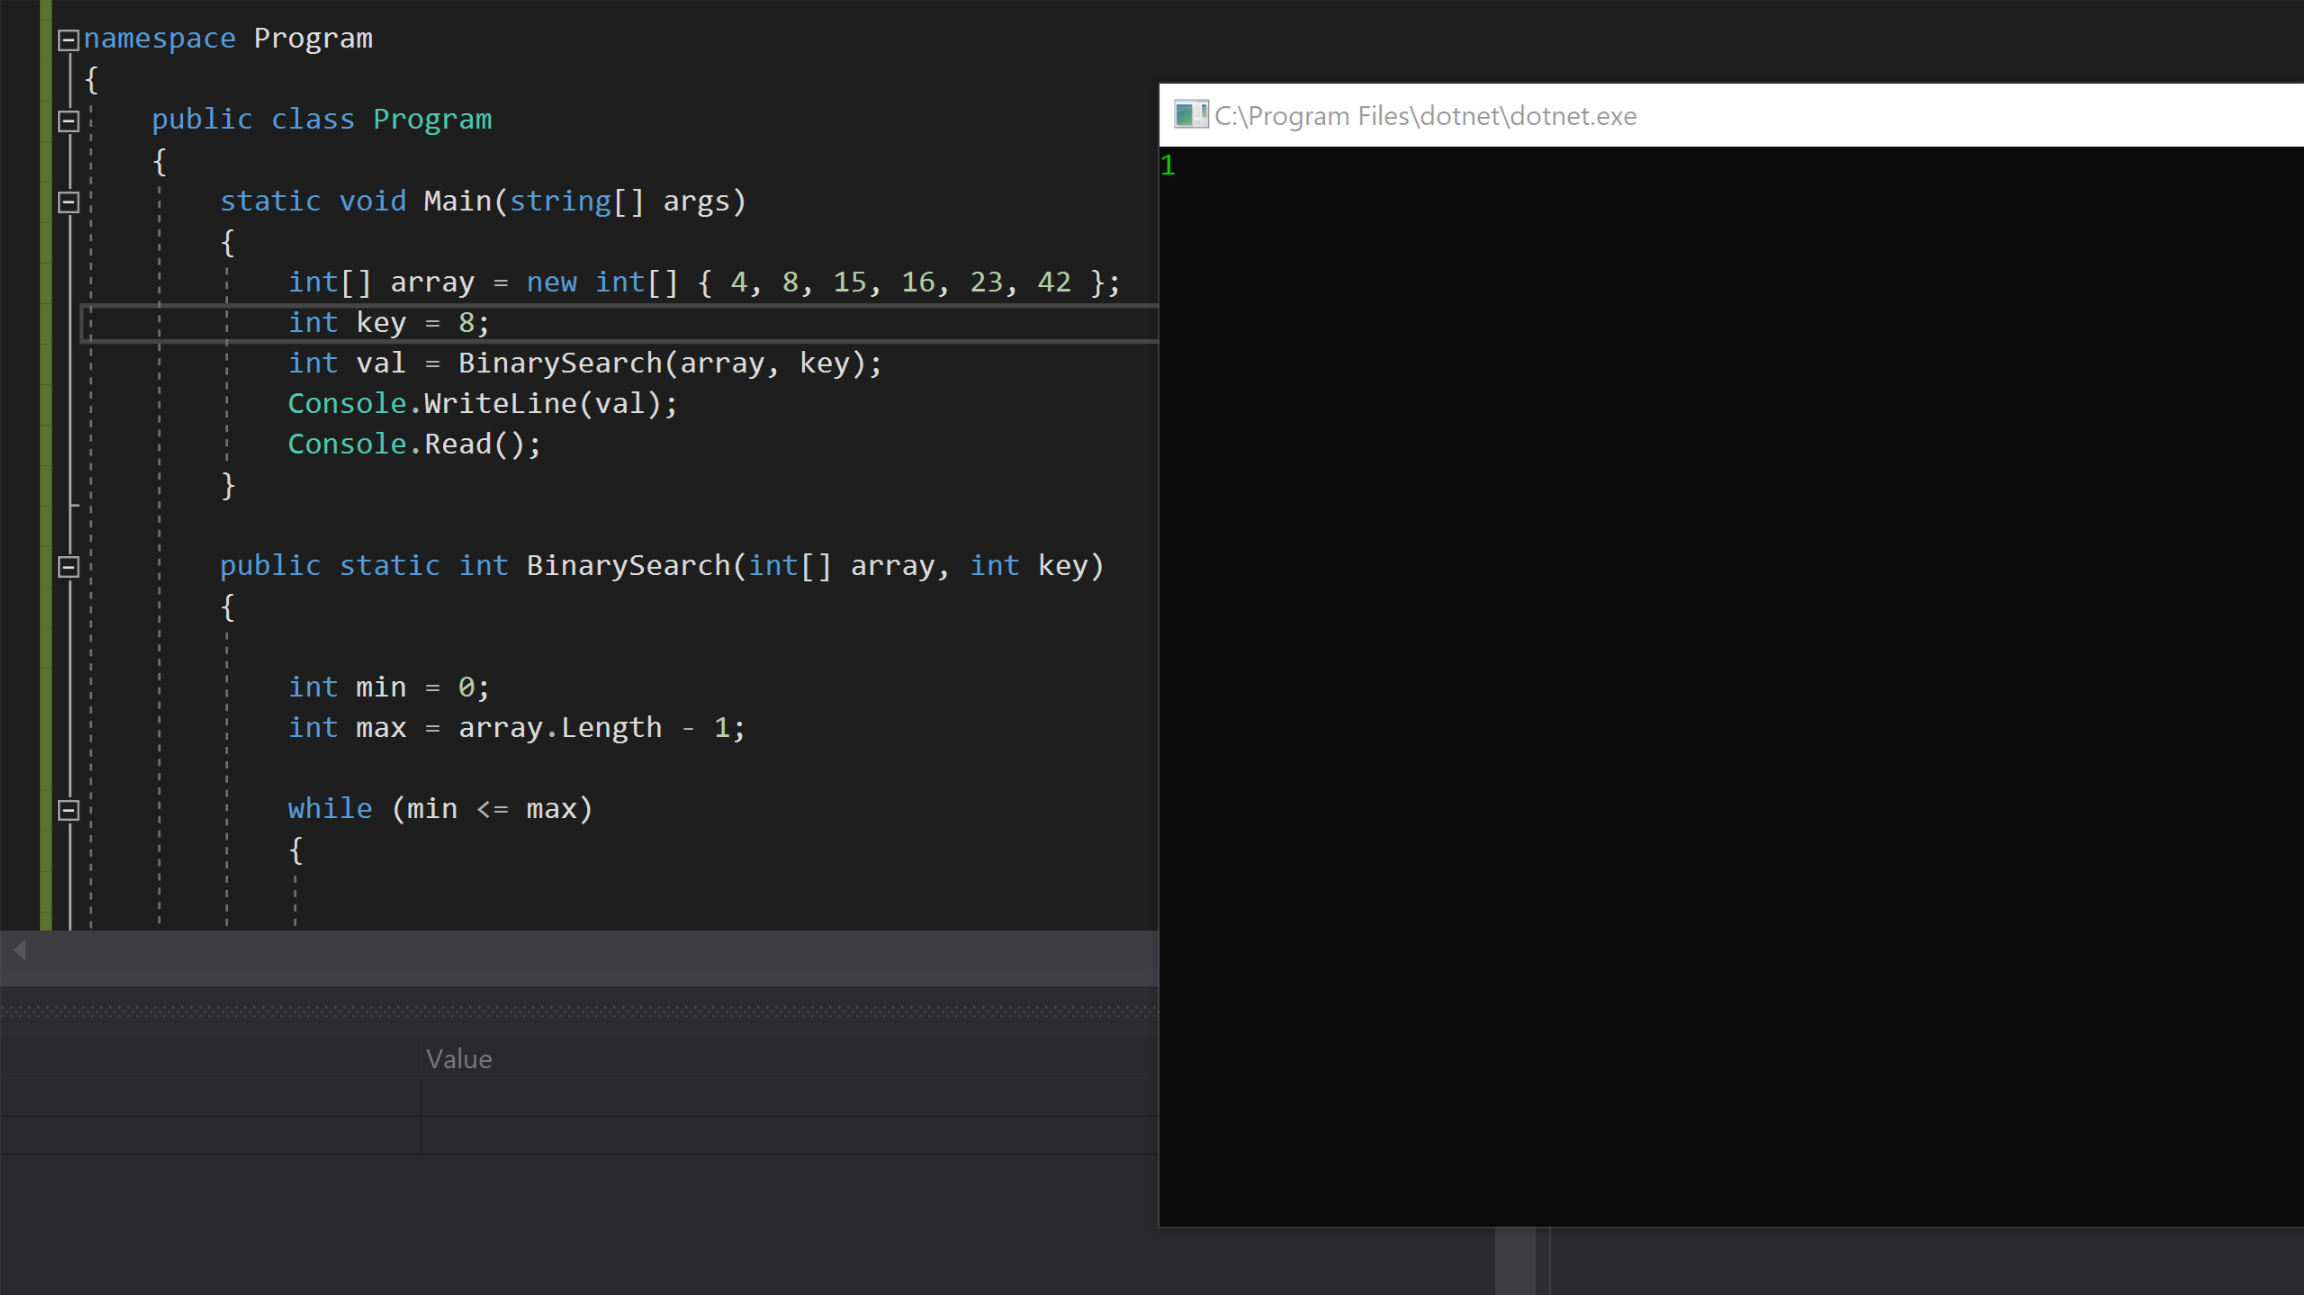 namespace Program
{
public class Program
{
static void Main(string[] args)
{
int[] array = new int[] { 4, 8, 15, 16, 23, 42 };
int key = 8;
int val = BinarySearch(array, key);
Console.WriteLine(val);
Console.Read();
}
public static int BinarySearch(int[] array, int key)
{
int min = 0;
int max = array.Length - 1;
while (min <= max)
{
Value
C:\Program Files\dotnet\dotnet.exe
1